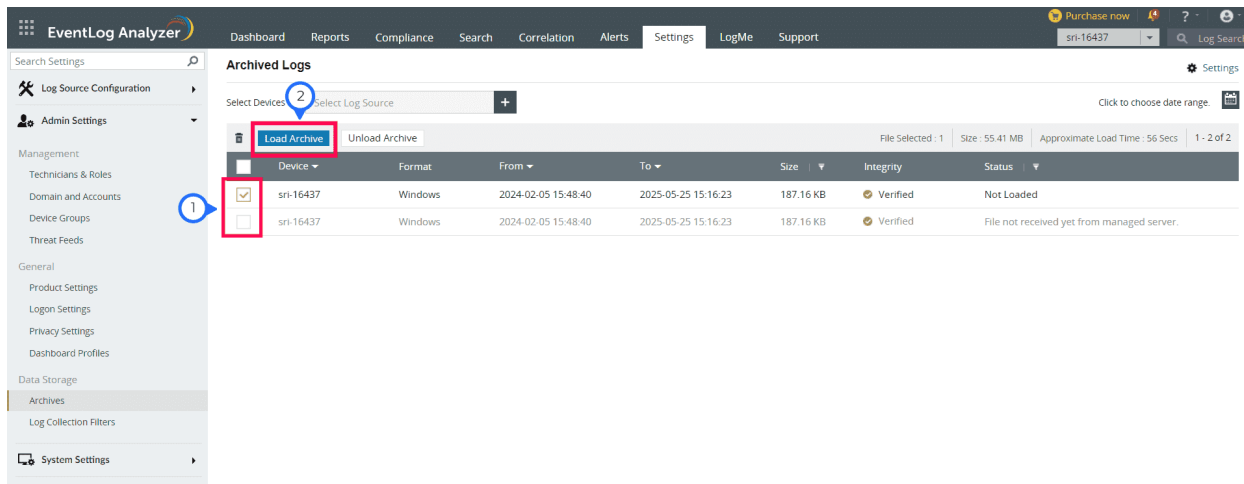 Purchase now 4 ?
EventLog Analyzer
Dashboard Reports Compliance Search Correlation Alerts Settings LogMe Support sri-16437 Log Searc
Search Settings
Archived Logs
Settings
Log Source Configuration
Select Devices 2 Select Log Source + Click to choose date range.
Admin Settings
Load Archive Unload Archive File Selected : 1 Size : 55.41 MB Approximate Load Time : 56 Secs 1 - 2 of 2
Management
Device Format From To Size Integrity Status
Technicians & Roles
Domain and Accounts
1 sri-16437 Windows 2024-02-05 15:48:40 2025-05-25 15:16:23 187.16 KB Verified Not Loaded
Device Groups
sri-16437 Windows 2024-02-05 15:48:40 2025-05-25 15:16:23 187.16 KB Verified File not received yet from managed server.
Threat Feeds
General
Product Settings
Logon Settings
Privacy Settings
Dashboard Profiles
Data Storage
Archives
Log Collection Filters
System Settings